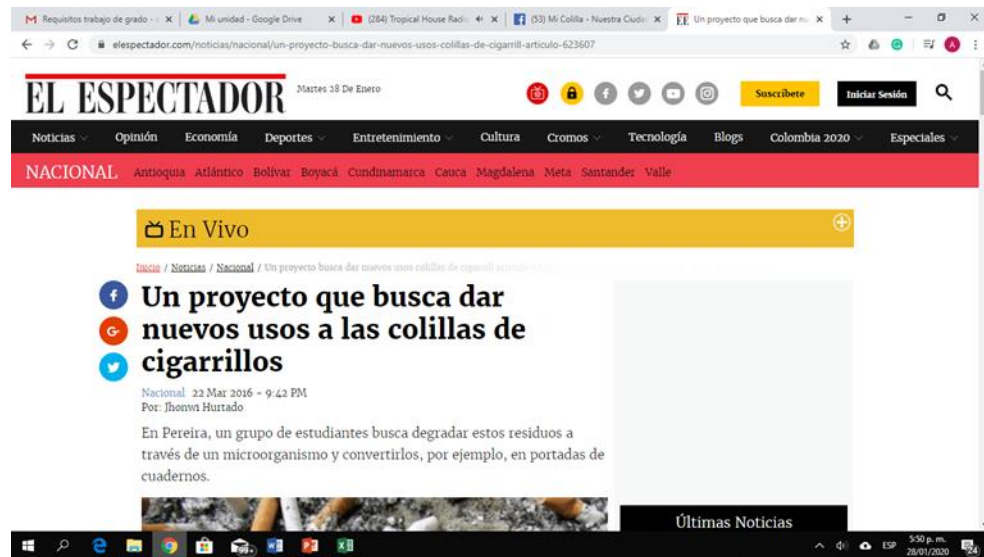 Requisitos trabajo de grado -
Mi unidad - Google Drive
(284) Tropical House Radio
(53) Mi Colilla - Nuestra Ciuda
Un proyecto que busca dar nu
elespectador.com/noticias/nacional/un-proyecto-busca-dar-nuevos-usos-colillas-de-cigarrill-articulo-623607
EL ESPECTADOR
Martes 28 De Enero
Suscríbete
Iniciar Sesión
Noticias Opinión Economía Deportes Entretenimiento Cultura Cromos Tecnología Blogs Colombia 2020 Especiales
NACIONAL Antioquia Atlántico Bolívar Boyacá Cundinamarca Cauca Magdalena Meta Santander Valle
En Vivo
Inicio / Noticias / Nacional / Un proyecto busca dar nuevos usos colillas de cigarrill articulo
Un proyecto que busca dar
nuevos usos a las colillas de
cigarrillos
Nacional 22 Mar 2016 - 9:42 PM
Por: Jhonwi Hurtado
En Pereira, un grupo de estudiantes busca degradar estos residuos a
través de un microorganismo y convertirlos, por ejemplo, en portadas de
cuadernos.
Últimas Noticias
99+
ESP
5:50 p. m.
28/01/2020
24